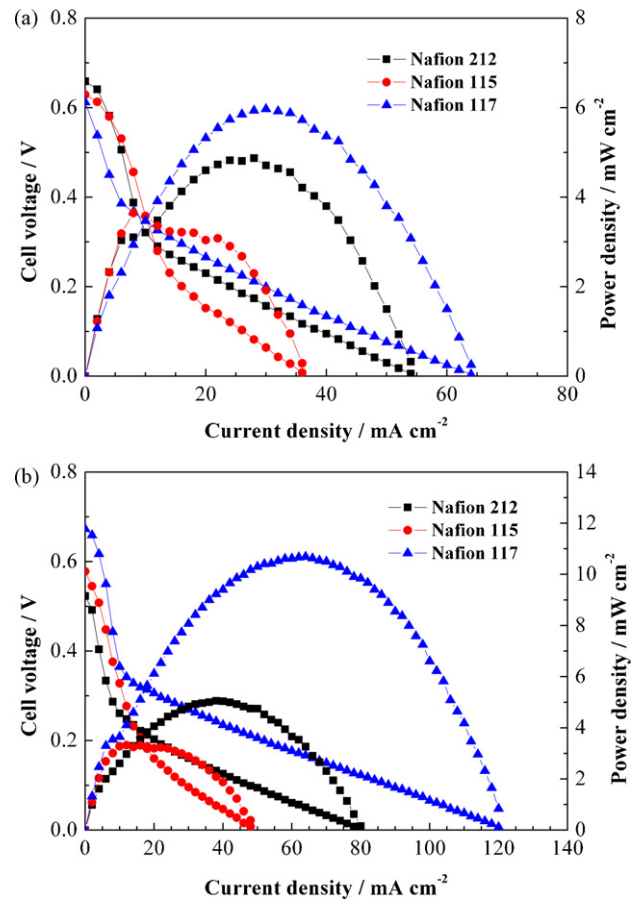 (a)
0.8
0.6
0.4
0.2
0.0
Cell voltage / V
8
6
4
2
0
Power density / mW cm⁻²
Nafion 212
Nafion 115
Nafion 117
0 20 40 60 80
Current density / mA cm⁻²
(b)
0.8
0.6
0.4
0.2
0.0
Cell voltage / V
14
12
10
8
6
4
2
0
Power density / mW cm⁻²
Nafion 212
Nafion 115
Nafion 117
0 20 40 60 80 100 120 140
Current density / mA cm⁻²